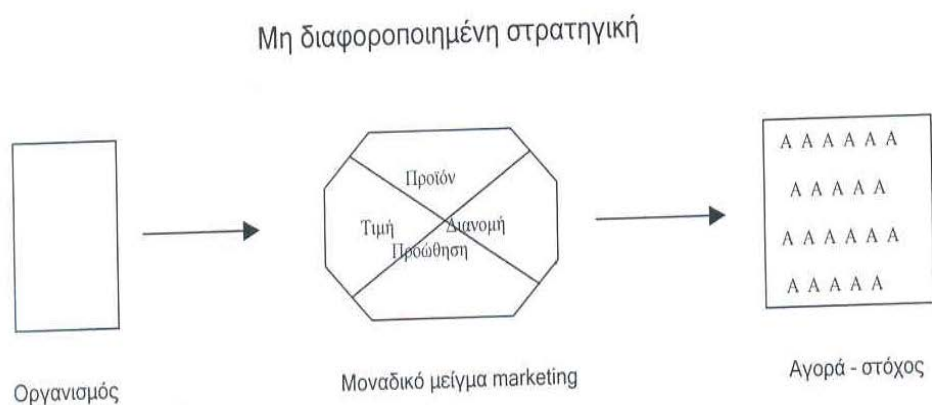 Μη διαφοροποιημένη στρατηγική
Προϊόν
Τιμή
Διανομή
Προώθηση
Α Α Α Α Α Α
Α Α Α Α Α
Α Α Α Α Α Α
Α Α Α Α Α
Οργανισμός
Μοναδικό μείγμα marketing
Αγορά - στόχος